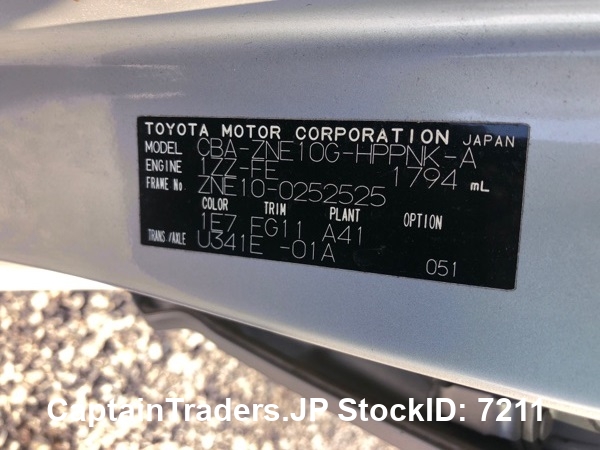 TOYOTA MOTOR CORPORATION JAPAN
MODEL CBA-ZNE10G-HPPNK-A
ENGINE 1ZZ-FE 1794 mL
FRAME No. ZNE10-0252525
COLOR TRIM PLANT OPTION
1E7 EG11 A41
TRANS./AXLE U341E -01A
051
CaptainTraders.JP StockID: 7211